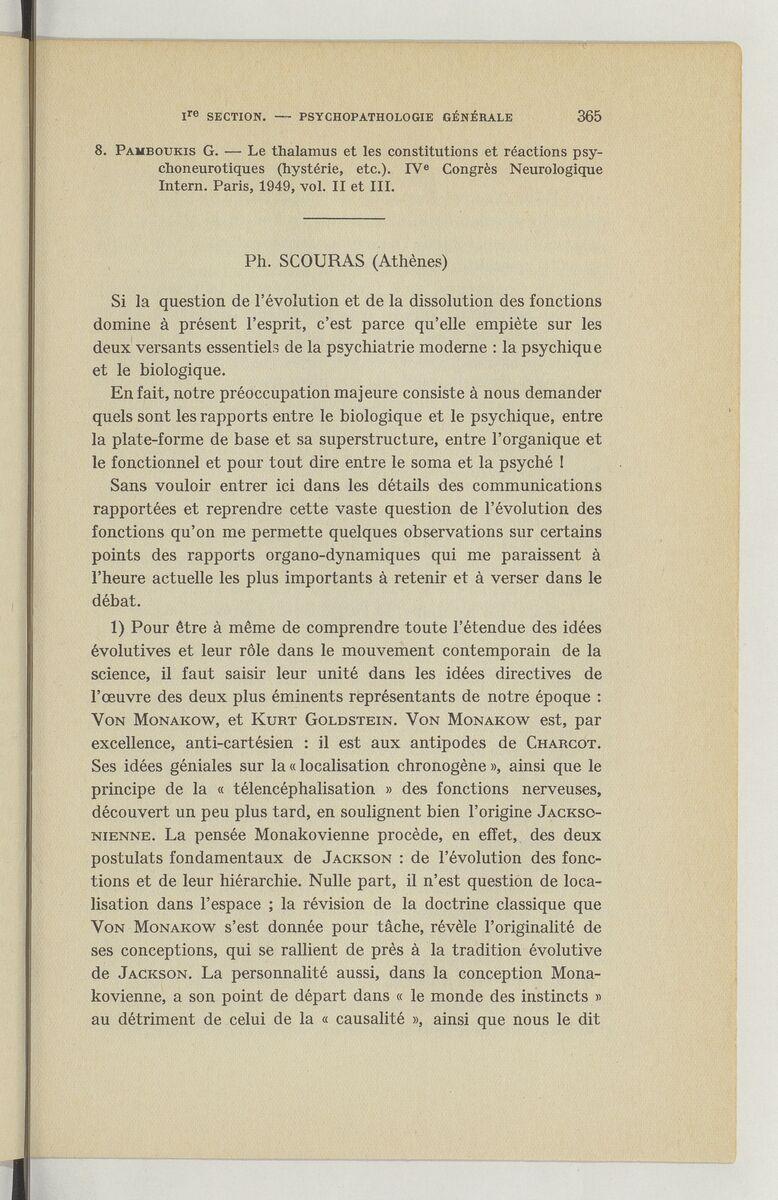 Iʳᵉ SECTION. — PSYCHOPATHOLOGIE GÉNÉRALE 365
8. PAMBOUKIS G. — Le thalamus et les constitutions et réactions psy-
choneurotiques (hystérie, etc.). IVᵉ Congrès Neurologique
Intern. Paris, 1949, vol. II et III.
Ph. SCOURAS (Athènes)
Si la question de l'évolution et de la dissolution des fonctions
domine à présent l'esprit, c'est parce qu'elle empiète sur les
deux versants essentiels de la psychiatrie moderne : la psychique
et le biologique.
En fait, notre préoccupation majeure consiste à nous demander
quels sont les rapports entre le biologique et le psychique, entre
la plate-forme de base et sa superstructure, entre l'organique et
le fonctionnel et pour tout dire entre le soma et la psyché !
Sans vouloir entrer ici dans les détails des communications
rapportées et reprendre cette vaste question de l'évolution des
fonctions qu'on me permette quelques observations sur certains
points des rapports organo-dynamiques qui me paraissent à
l'heure actuelle les plus importants à retenir et à verser dans le
débat.
1) Pour être à même de comprendre toute l'étendue des idées
évolutives et leur rôle dans le mouvement contemporain de la
science, il faut saisir leur unité dans les idées directives de
l'œuvre des deux plus éminents représentants de notre époque :
VON MONAKOW, et KURT GOLDSTEIN. VON MONAKOW est, par
excellence, anti-cartésien : il est aux antipodes de CHARCOT.
Ses idées géniales sur la « localisation chronogène », ainsi que le
principe de la « télencéphalisation » des fonctions nerveuses,
découvert un peu plus tard, en soulignent bien l'origine JACKSO-
NIENNE. La pensée Monakovienne procède, en effet, des deux
postulats fondamentaux de JACKSON : de l'évolution des fonc-
tions et de leur hiérarchie. Nulle part, il n'est question de loca-
lisation dans l'espace ; la révision de la doctrine classique que
VON MONAKOW s'est donnée pour tâche, révèle l'originalité de
ses conceptions, qui se rallient de près à la tradition évolutive
de JACKSON. La personnalité aussi, dans la conception Mona-
kovienne, a son point de départ dans « le monde des instincts »
au détriment de celui de la « causalité », ainsi que nous le dit